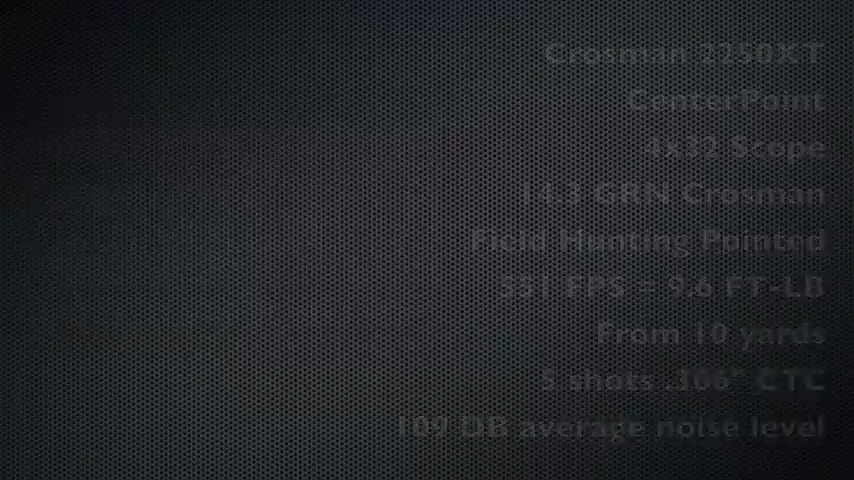 Crosman 2250XT
CenterPoint
4x32 Scope
14.3 GRN Crosman
Field Hunting Pointed
551 FPS = 9.6 FT-LB
From 10 yards
5 shots .306" CTC
109 DB average noise level